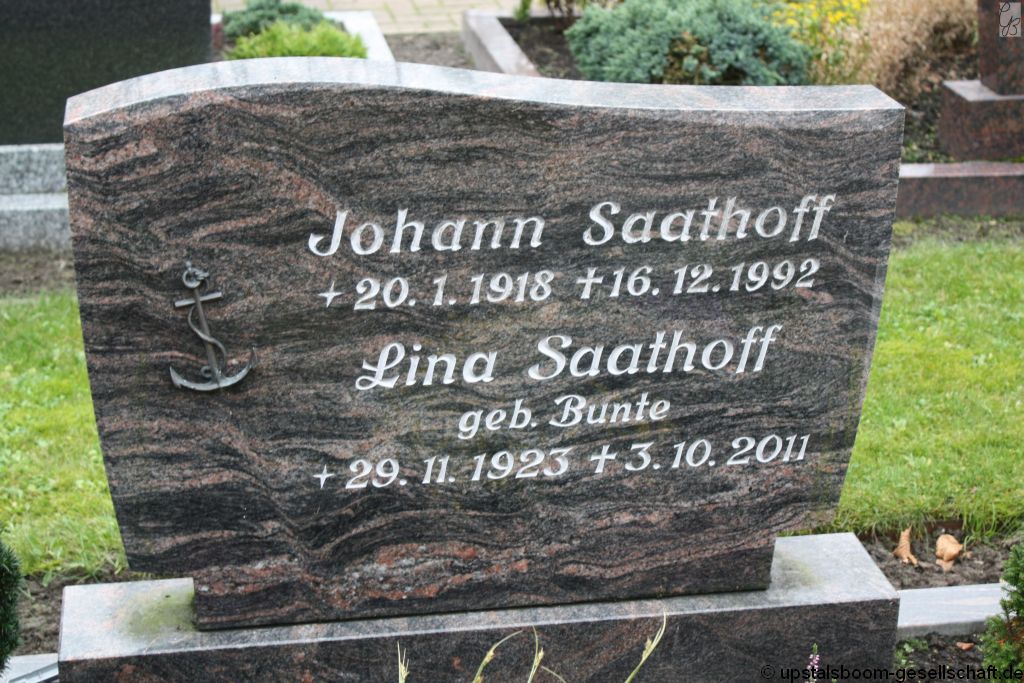 Johann Saathoff
+ 20. 1. 1918 † 16. 12. 1992
Lina Saathoff
geb. Bunte
+ 29. 11. 1923 † 3. 10. 2011
© upstalsboom-gesellschaft.de